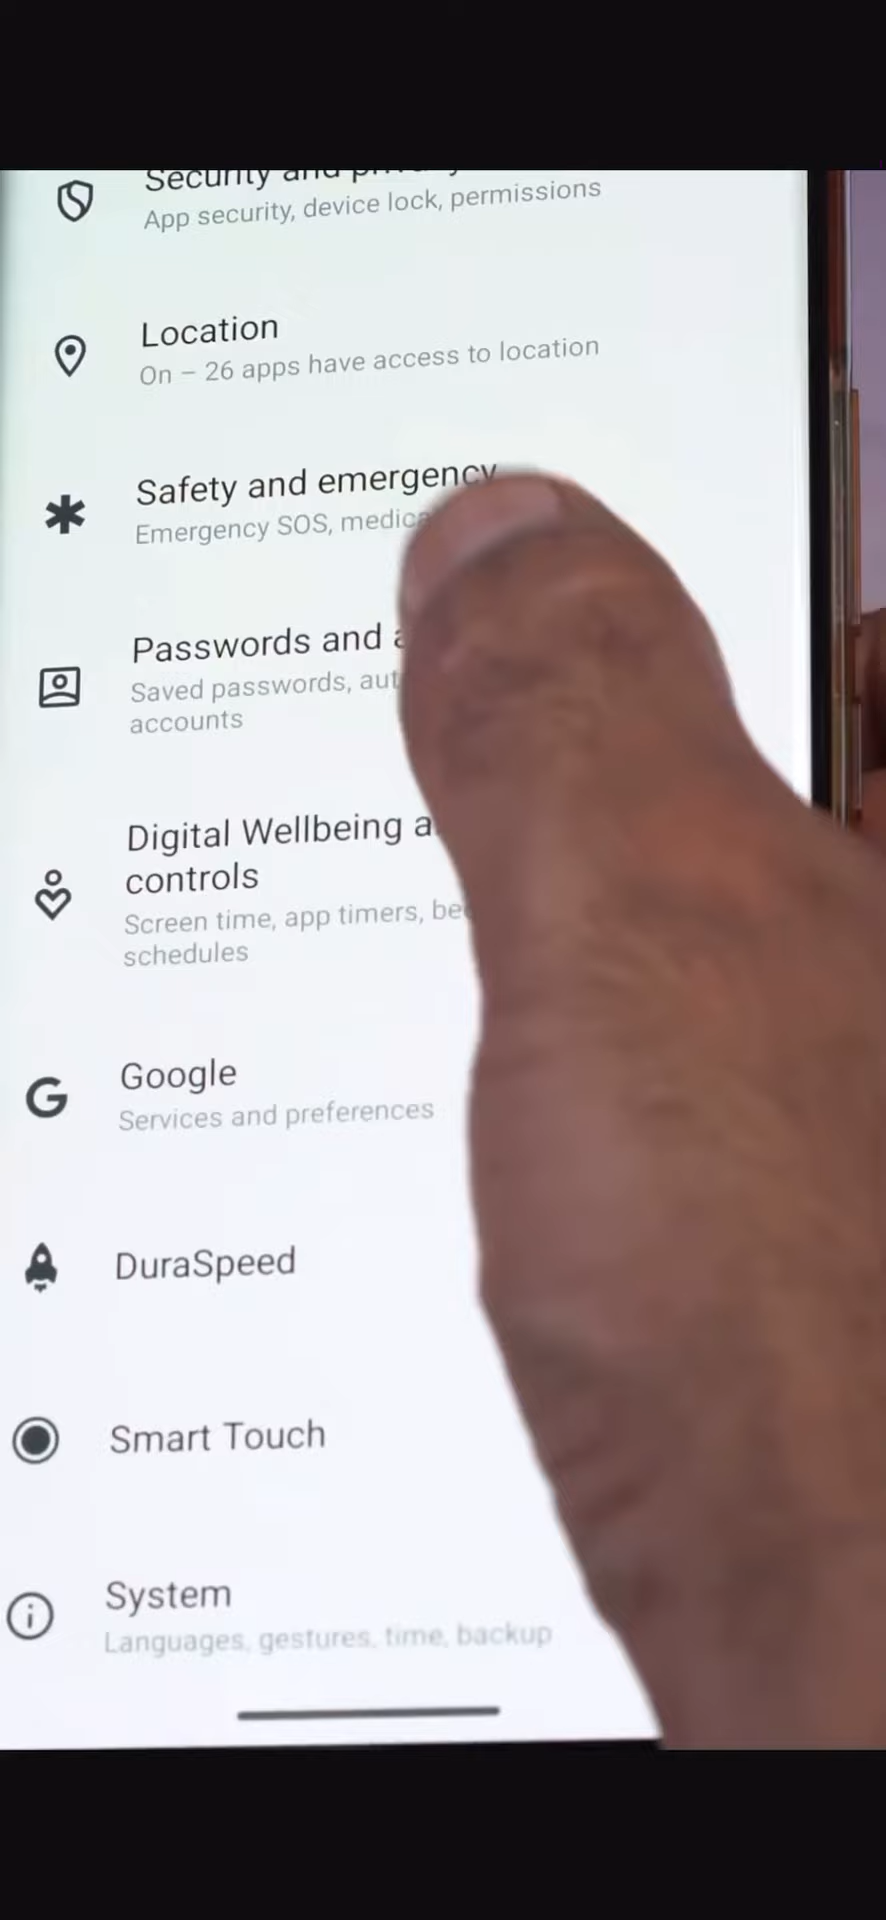 Security and
App security, device lock, permissions
Location
On – 26 apps have access to location
Safety and emergency
Emergency SOS,
Passwords and
Saved passwords,
accounts
Digital Wellbeing
controls
Screen time, app timers,
schedules
Google
Services and preferences
DuraSpeed
Smart Touch
System
Languages, gestures, time, backup